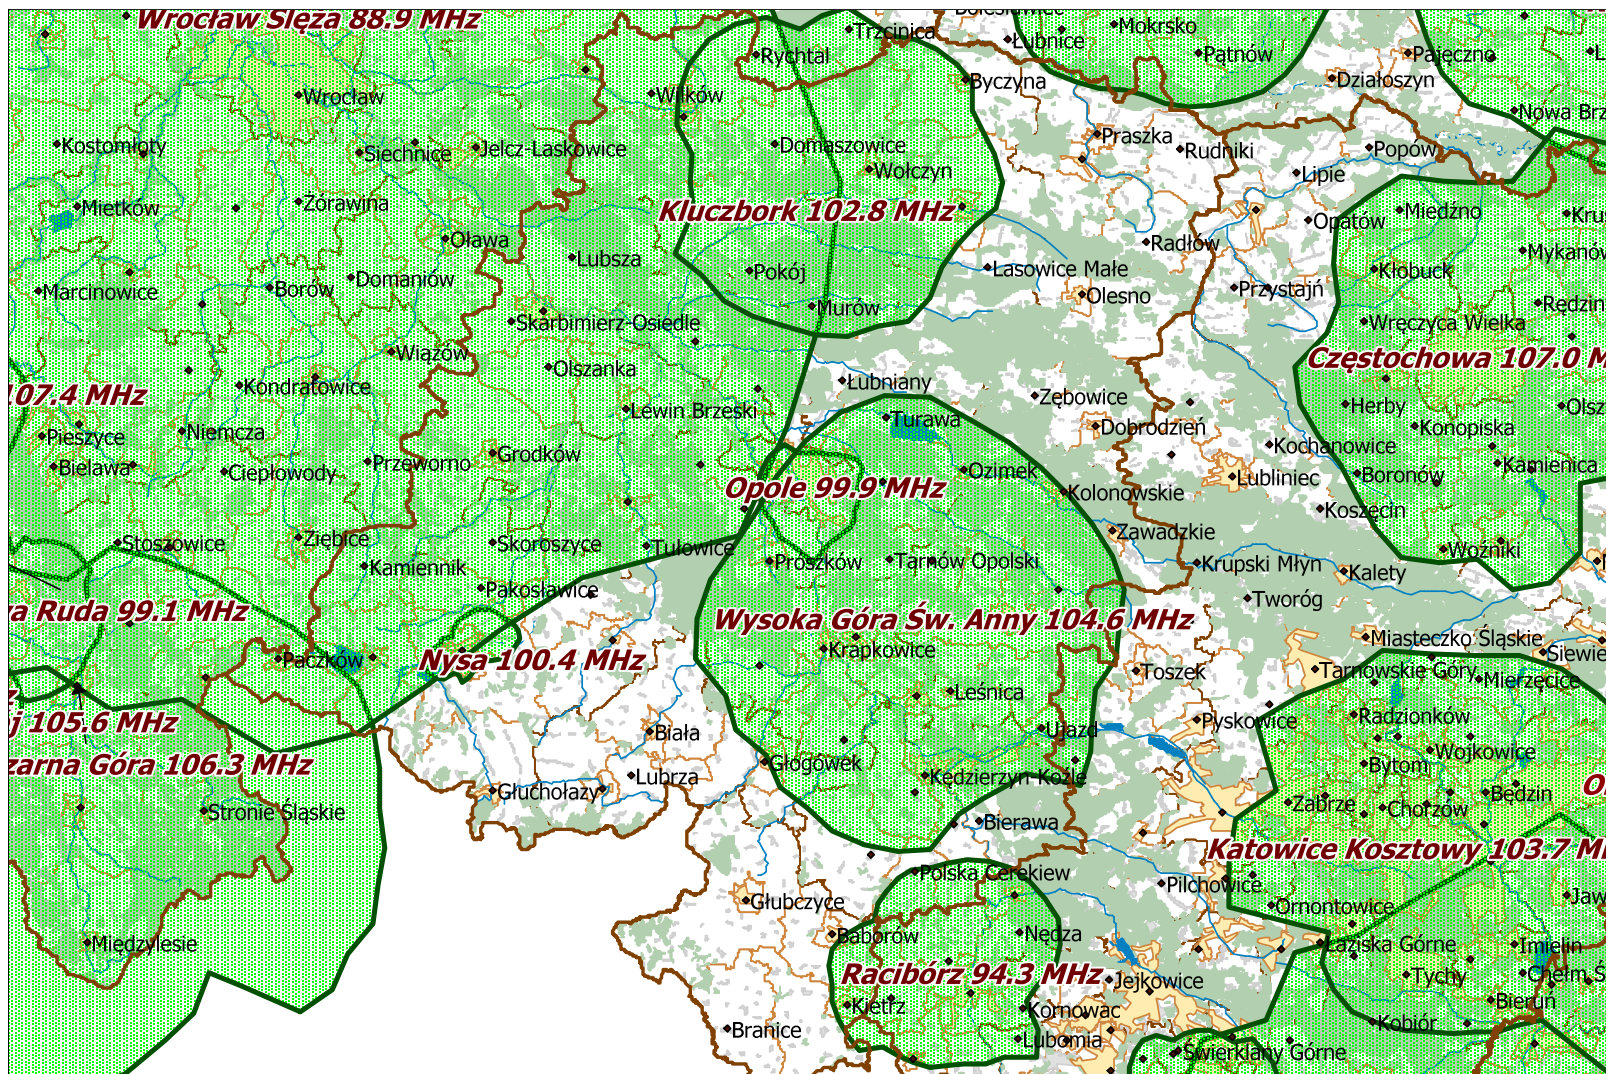 Wrocław Ślęża 88.9 MHz
Trzcinica
Łubnice
Mokrsko
Rychtal
Pątnów
Pajęczno
Byczyna
Działoszyn
Wilków
Wrocław
Nowa Brz
Praszka
Kostomłoty
Siechnice
Jelcz-Laskowice
Domaszowice
Rudniki
Popów
Wołczyn
Lipie
Mietków
Żórawina
Kluczbork 102.8 MHz
Miedźno
Opatów
Krus
Oława
Radłów
Mykanów
Lubsza
Pokój
Lasowice Małe
Kłobuck
Domaniów
Marcinowice
Borów
Olesno
Przystajń
Rędzin
Murów
Skarbimierz-Osiedle
Wręczyca Wielka
Wiązów
Częstochowa 107.0 M
Olszanka
Kondratowice
Łubniany
107.4 MHz
Zębowice
Herby
Olsz
Lewin Brzeski
Turawa
Dobrodzień
Konopiska
Pieszyce
Niemcza
Kochanowice
Grodków
Bielawa
Ciepłowody
Przeworno
Ozimek
Kamienica
Lubliniec
Boronów
Opole 99.9 MHz
Kolonowskie
Koszęcin
Zawadzkie
Stoszowice
Ziębice
Skoroszyce
Tułowice
Woźniki
Prószków
Tarnów Opolski
Kamiennik
Krupski Młyn
Kalety
Pakosławice
Tworóg
a Ruda 99.1 MHz
Wysoka Góra Św. Anny 104.6 MHz
Miasteczko Śląskie
Krapkowice
Siewie
Paczków
Nysa 100.4 MHz
Toszek
Tarnowskie Góry
Mierzęcice
Leśnica
j 105.6 MHz
Radzionków
Pyskowice
Ujazd
Biała
Wojkowice
Głogówek
Bytom
zarna Góra 106.3 MHz
Lubrza
Kędzierzyn-Koźle
Głuchołazy
Będzin
Zabrze
Chorzów
Stronie Śląskie
Bierawa
Katowice Kosztowy 103.7 M
Polska Cerekiew
Pilchowice
Jaw
Głubczyce
Ornontowice
Baborów
Nędza
Międzylesie
Łaziska Górne
Imielin
Racibórz 94.3 MHz
Tychy
Chełm Ś
Jejkowice
Bieruń
Kietrz
Kornowac
Kobiór
Branice
Lubomia
Świerklany Górne